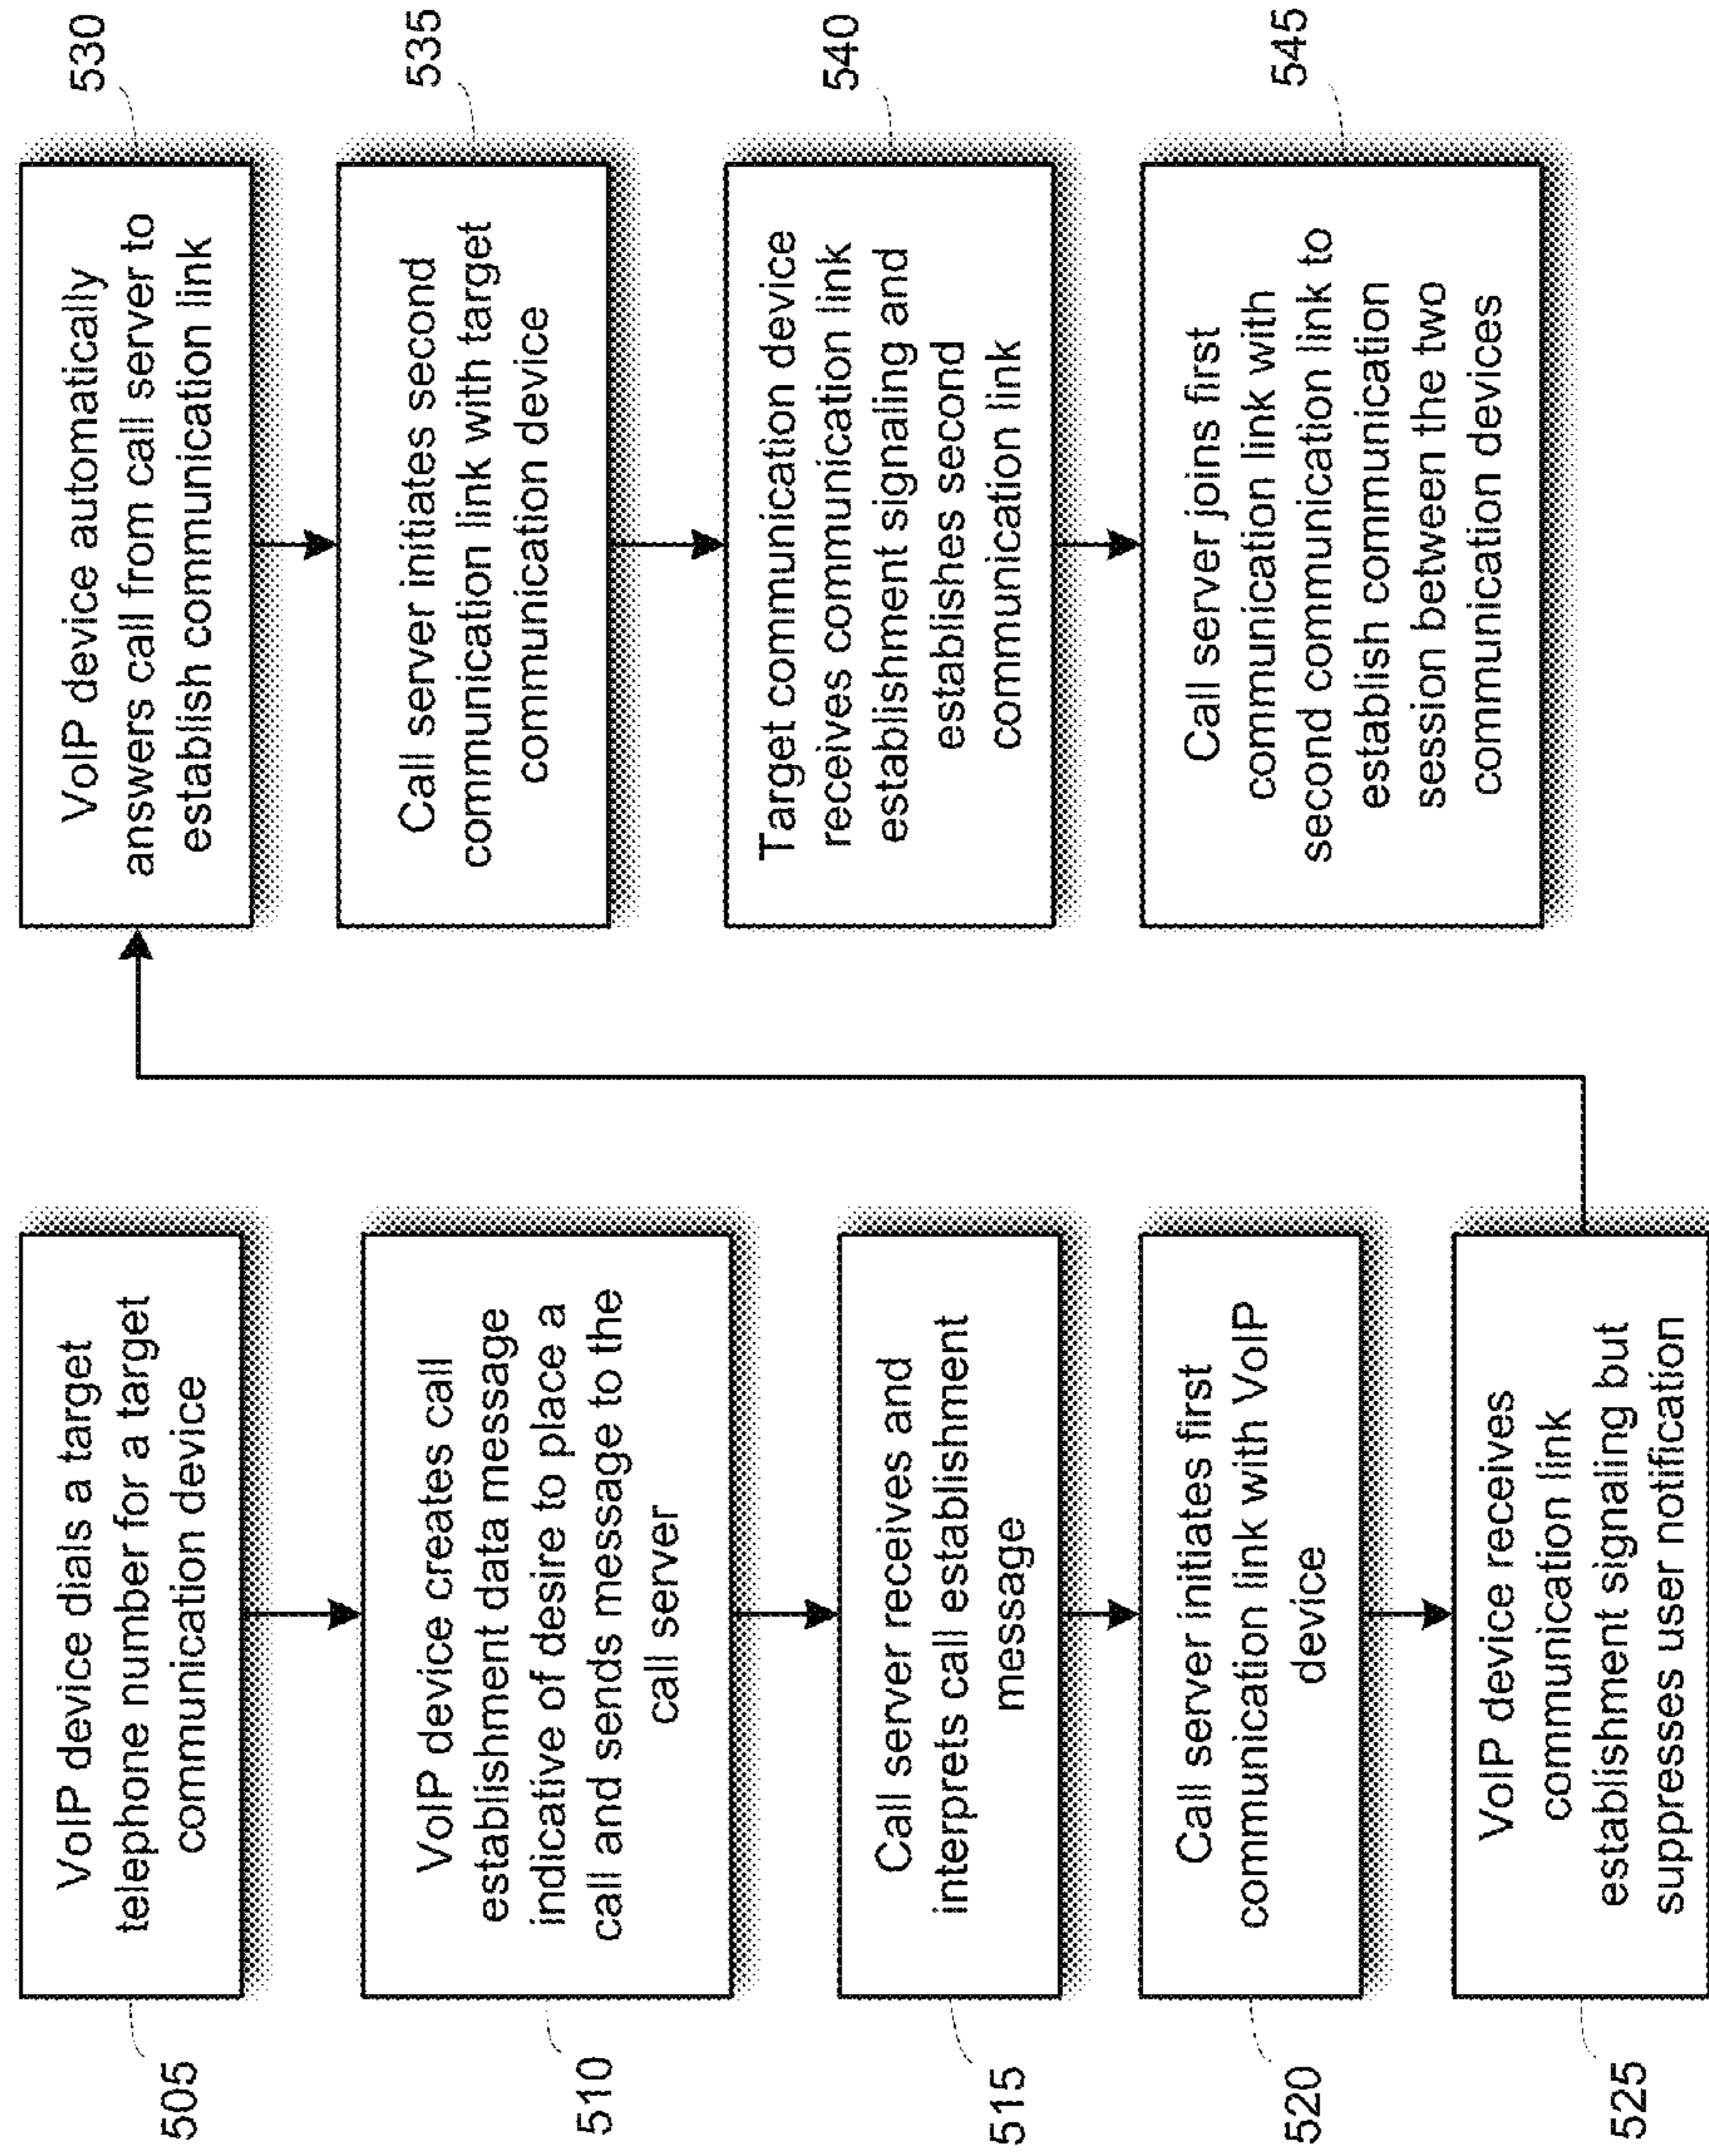 505
VoIP device dials a target
telephone number for a target
communication device
510
VoIP device creates call
establishment data message
indicative of desire to place a
call and sends message to the
call server
515
Call server receives and
interprets call establishment
message
520
Call server initiates first
communication link with VoIP
device
525
VoIP device receives
communication link
establishment signaling but
suppresses user notification
530
VoIP device automatically
answers call from call server to
establish communication link
535
Call server initiates second
communication link with target
communication device
540
Target communication device
receives communication link
establishment signaling and
establishes second
communication link
545
Call server joins first
communication link with
second communication link to
establish communication
session between the two
communication devices